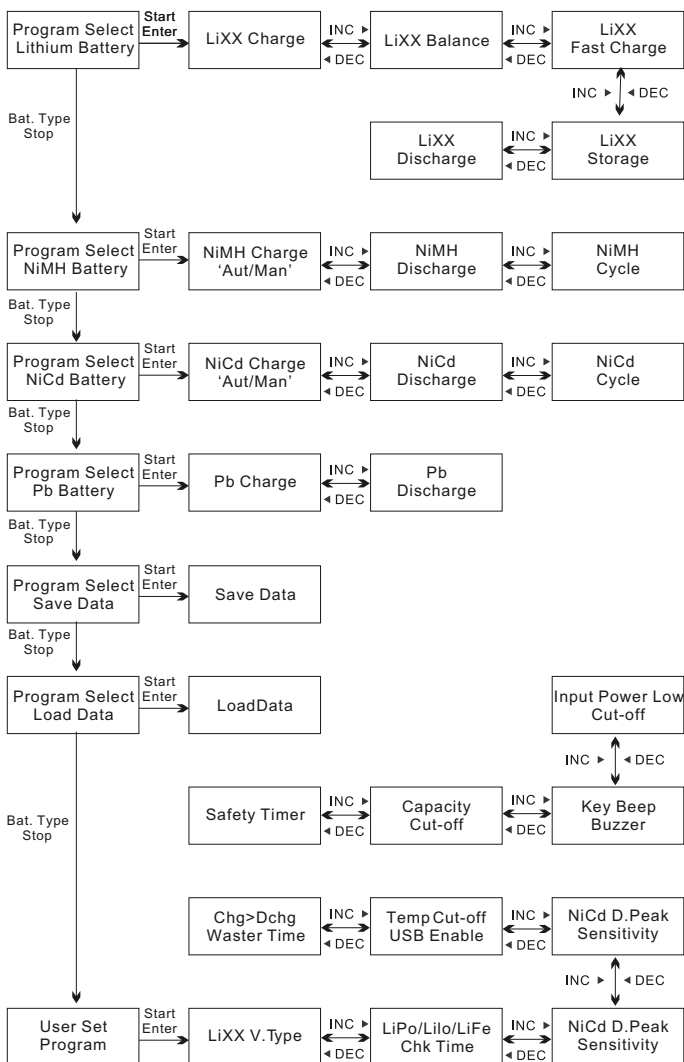 Program Select
Lithium Battery
Start
Enter
LiXX Charge
INC ►
◄ DEC
LiXX Balance
INC ►
◄ DEC
LiXX
Fast Charge
INC ► ◄ DEC
Bat. Type
Stop
LiXX
Discharge
INC ►
◄ DEC
LiXX
Storage
Program Select
NiMH Battery
Start
Enter
NiMH Charge
‘Aut/Man’
INC ►
◄ DEC
NiMH
Discharge
INC ►
◄ DEC
NiMH
Cycle
Bat. Type
Stop
Program Select
NiCd Battery
Start
Enter
NiCd Charge
‘Aut/Man’
INC ►
◄ DEC
NiCd
Discharge
INC ►
◄ DEC
NiCd
Cycle
Bat. Type
Stop
Program Select
Pb Battery
Start
Enter
Pb Charge
INC ►
◄ DEC
Pb
Discharge
Bat. Type
Stop
Program Select
Save Data
Start
Enter
Save Data
Bat. Type
Stop
Program Select
Load Data
Start
Enter
LoadData
Input Power Low
Cut-off
INC ► ◄ DEC
Bat. Type
Stop
Safety Timer
INC ►
◄ DEC
Capacity
Cut-off
INC ►
◄ DEC
Key Beep
Buzzer
Chg>Dchg
Waster Time
INC ►
◄ DEC
Temp Cut-off
USB Enable
INC ►
◄ DEC
NiCd D.Peak
Sensitivity
INC ► ◄ DEC
User Set
Program
Start
Enter
LiXX V.Type
INC ►
◄ DEC
LiPo/LiIo/LiFe
Chk Time
INC ►
◄ DEC
NiCd D.Peak
Sensitivity